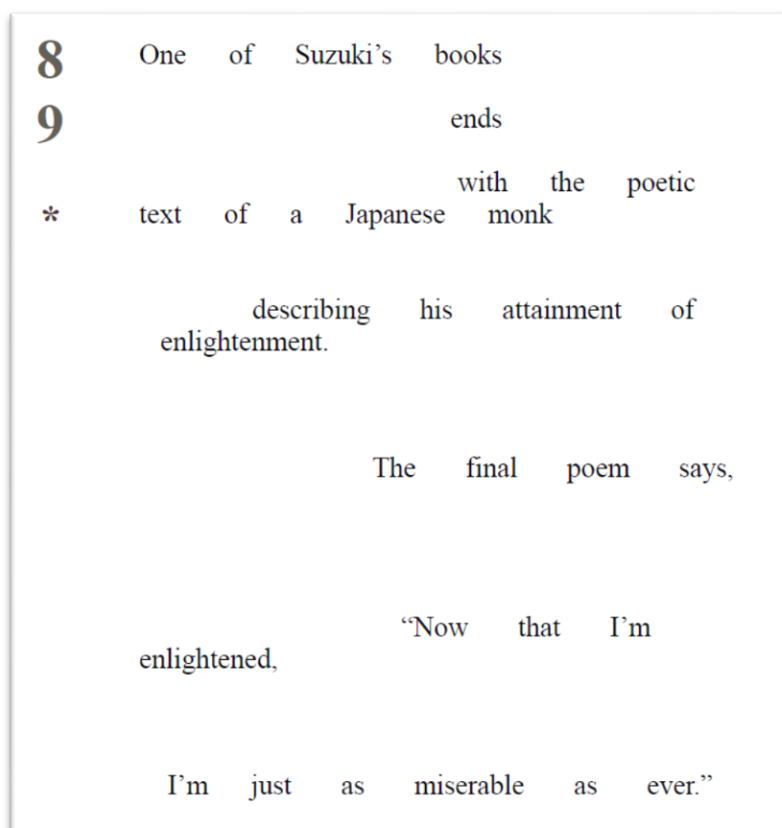 8 One of Suzuki’s books
9 ends
with the poetic
* text of a Japanese monk
describing his attainment of
enlightenment.
The final poem says,
“Now that I’m
enlightened,
I’m just as miserable as ever.”